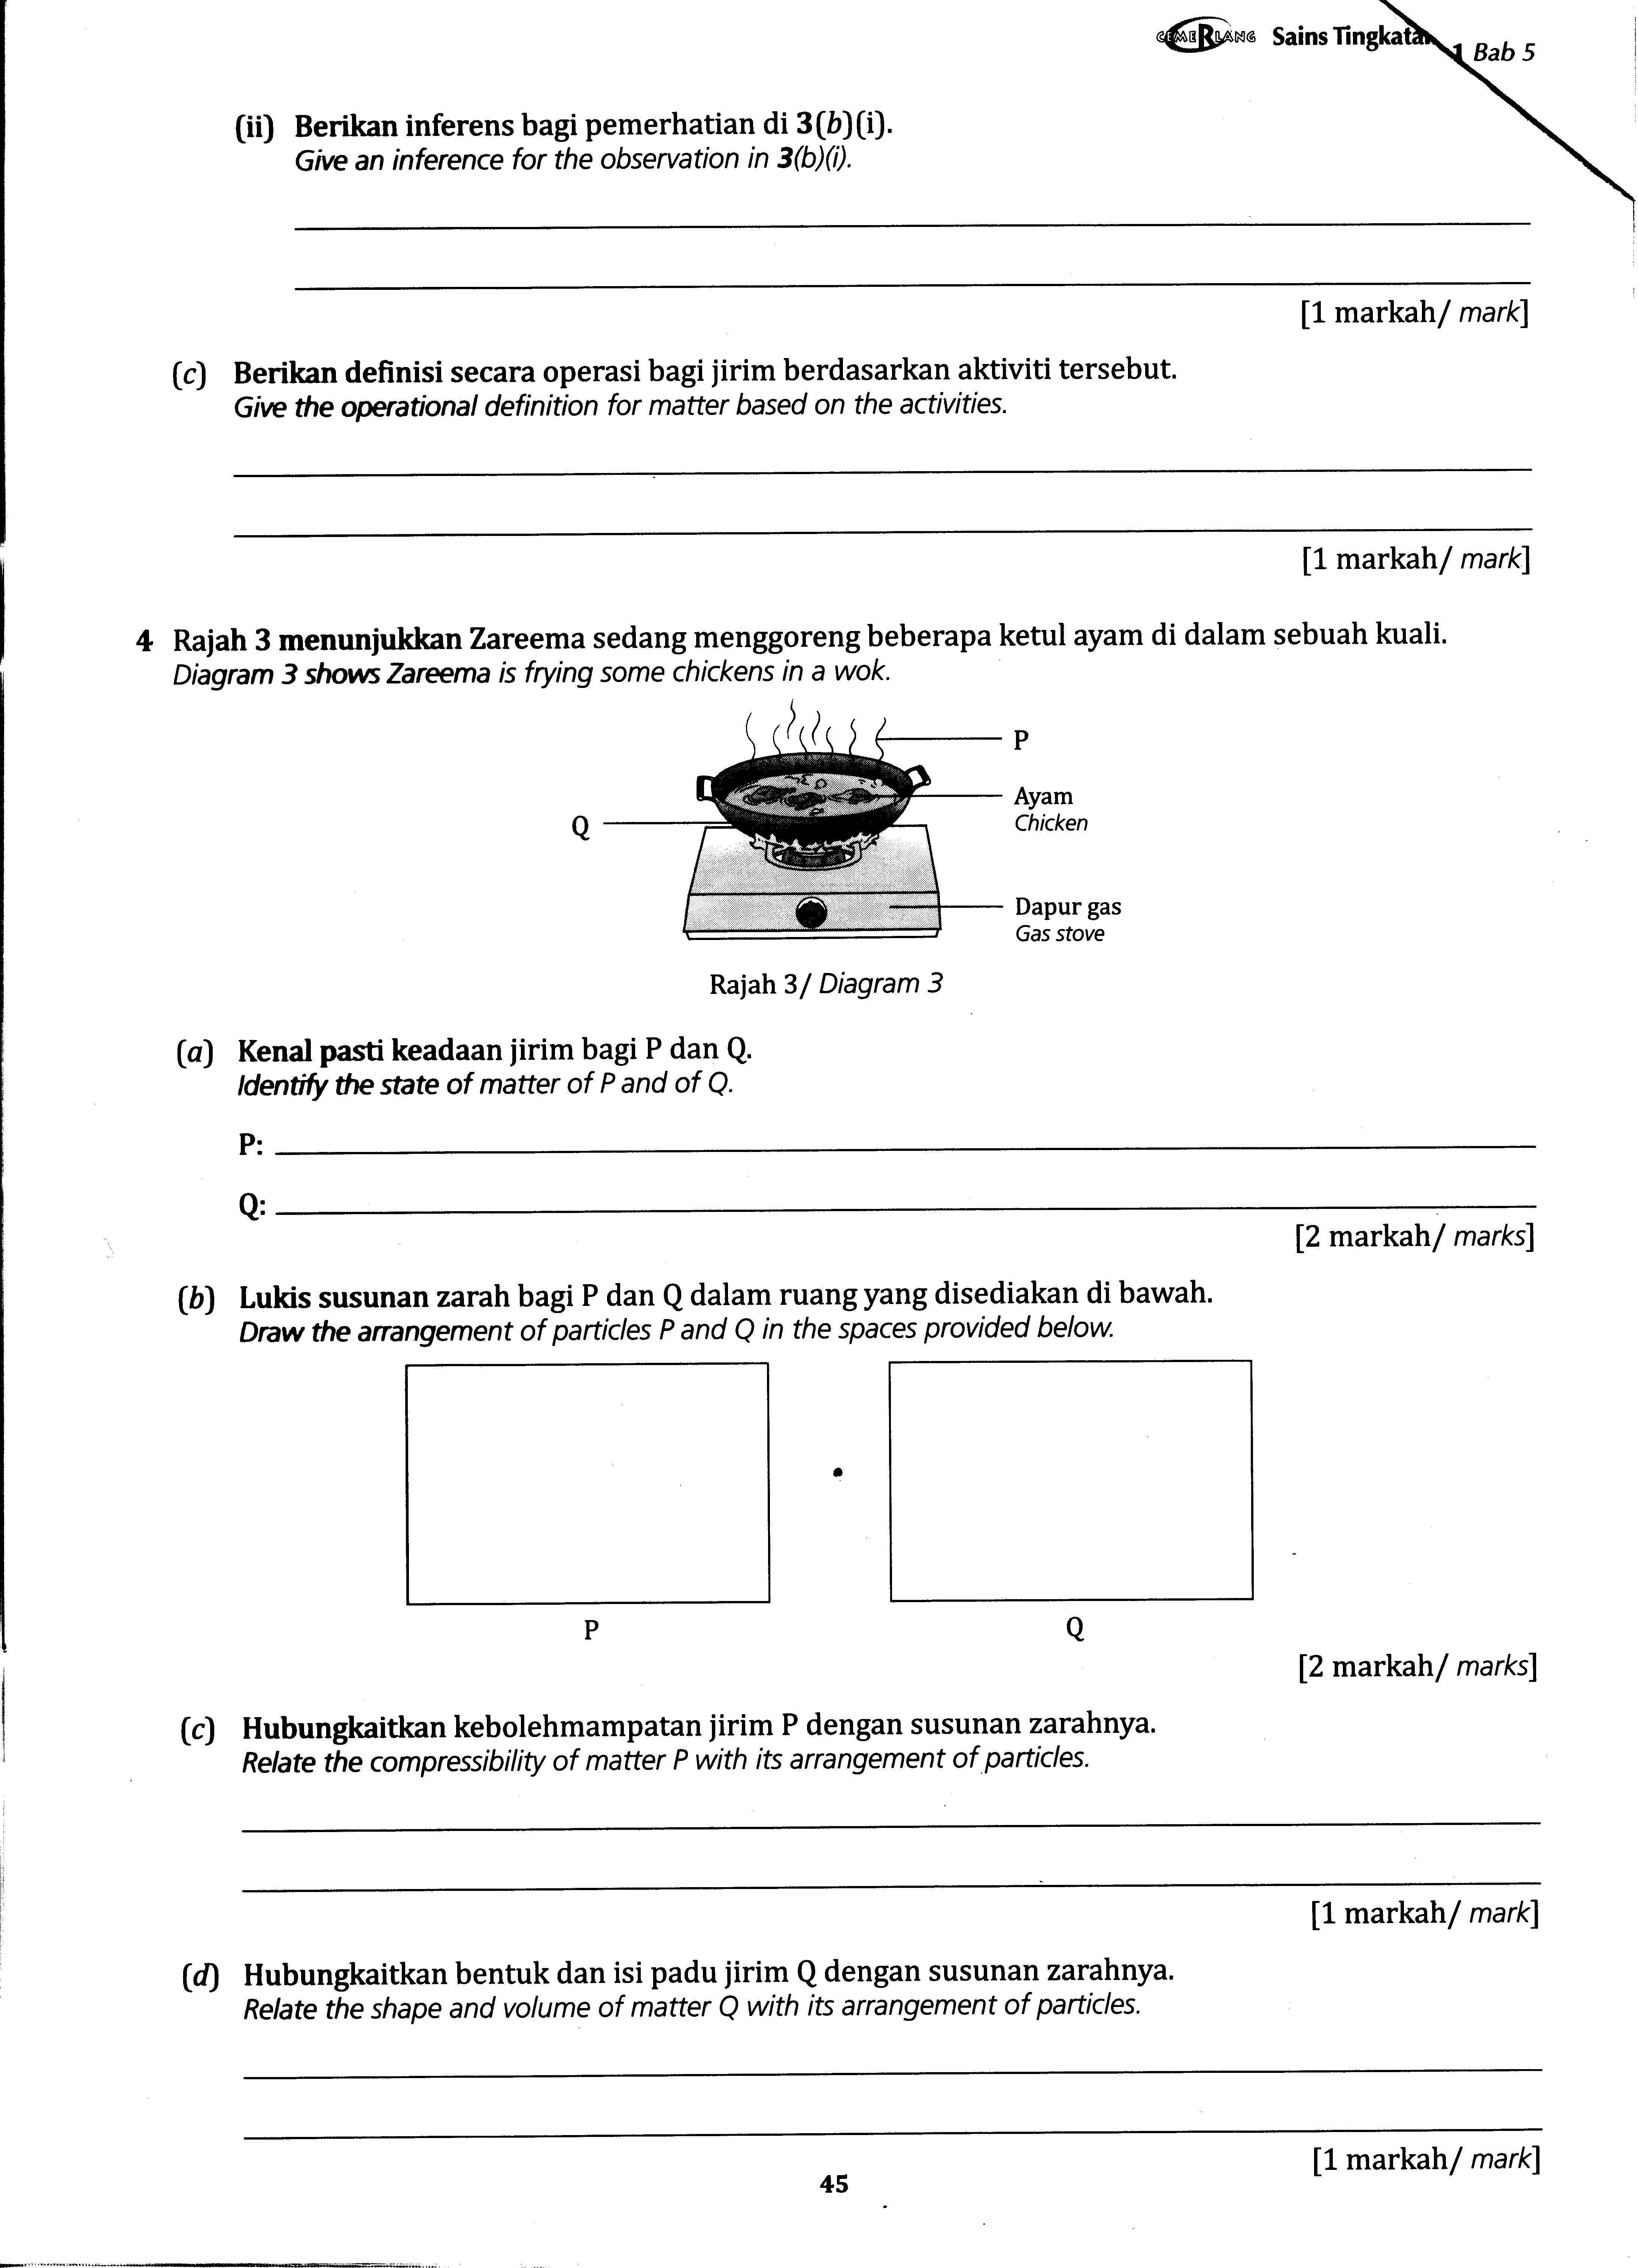 CEMERLANG Sains Tingkatan 1 Bab 5
(ii) Berikan inferens bagi pemerhatian di 3(b)(i).
Give an inference for the observation in 3(b)(i).
[1 markah/ mark]
(c) Berikan definisi secara operasi bagi jirim berdasarkan aktiviti tersebut.
Give the operational definition for matter based on the activities.
[1 markah/ mark]
4 Rajah 3 menunjukkan Zareema sedang menggoreng beberapa ketul ayam di dalam sebuah kuali.
Diagram 3 shows Zareema is frying some chickens in a wok.
P
Ayam
Chicken
Q
Dapur gas
Gas stove
Rajah 3/ Diagram 3
(a) Kenal pasti keadaan jirim bagi P dan Q.
Identify the state of matter of P and of Q.
P:
Q:
[2 markah/ marks]
(b) Lukis susunan zarah bagi P dan Q dalam ruang yang disediakan di bawah.
Draw the arrangement of particles P and Q in the spaces provided below.
P Q
[2 markah/ marks]
(c) Hubungkaitkan kebolehmampatan jirim P dengan susunan zarahnya.
Relate the compressibility of matter P with its arrangement of particles.
[1 markah/ mark]
(d) Hubungkaitkan bentuk dan isi padu jirim Q dengan susunan zarahnya.
Relate the shape and volume of matter Q with its arrangement of particles.
[1 markah/ mark]
45